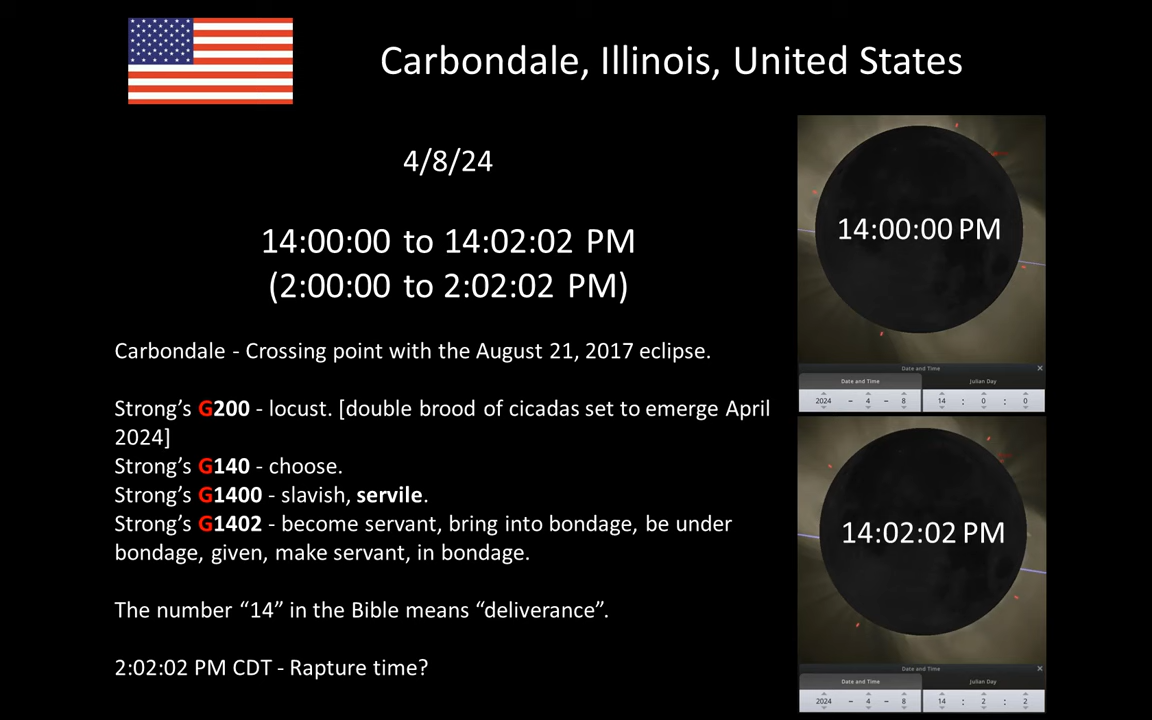 Carbondale, Illinois, United States
4/8/24
14:00:00 to 14:02:02 PM
(2:00:00 to 2:02:02 PM)
Carbondale - Crossing point with the August 21, 2017 eclipse.
Strong's G200 - locust. [double brood of cicadas set to emerge April
2024]
Strong's G140 - choose.
Strong's G1400 - slavish, servile.
Strong's G1402 - become servant, bring into bondage, be under
bondage, given, make servant, in bondage.
The number “14” in the Bible means “deliverance”.
2:02:02 PM CDT - Rapture time?
14:00:00 PM
Date and Time
Date and Time Julian Day
2024 - 4 - 8 14 : 0 : 0
14:02:02 PM
Date and Time
Date and Time Julian Day
2024 - 4 - 8 14 : 2 : 2